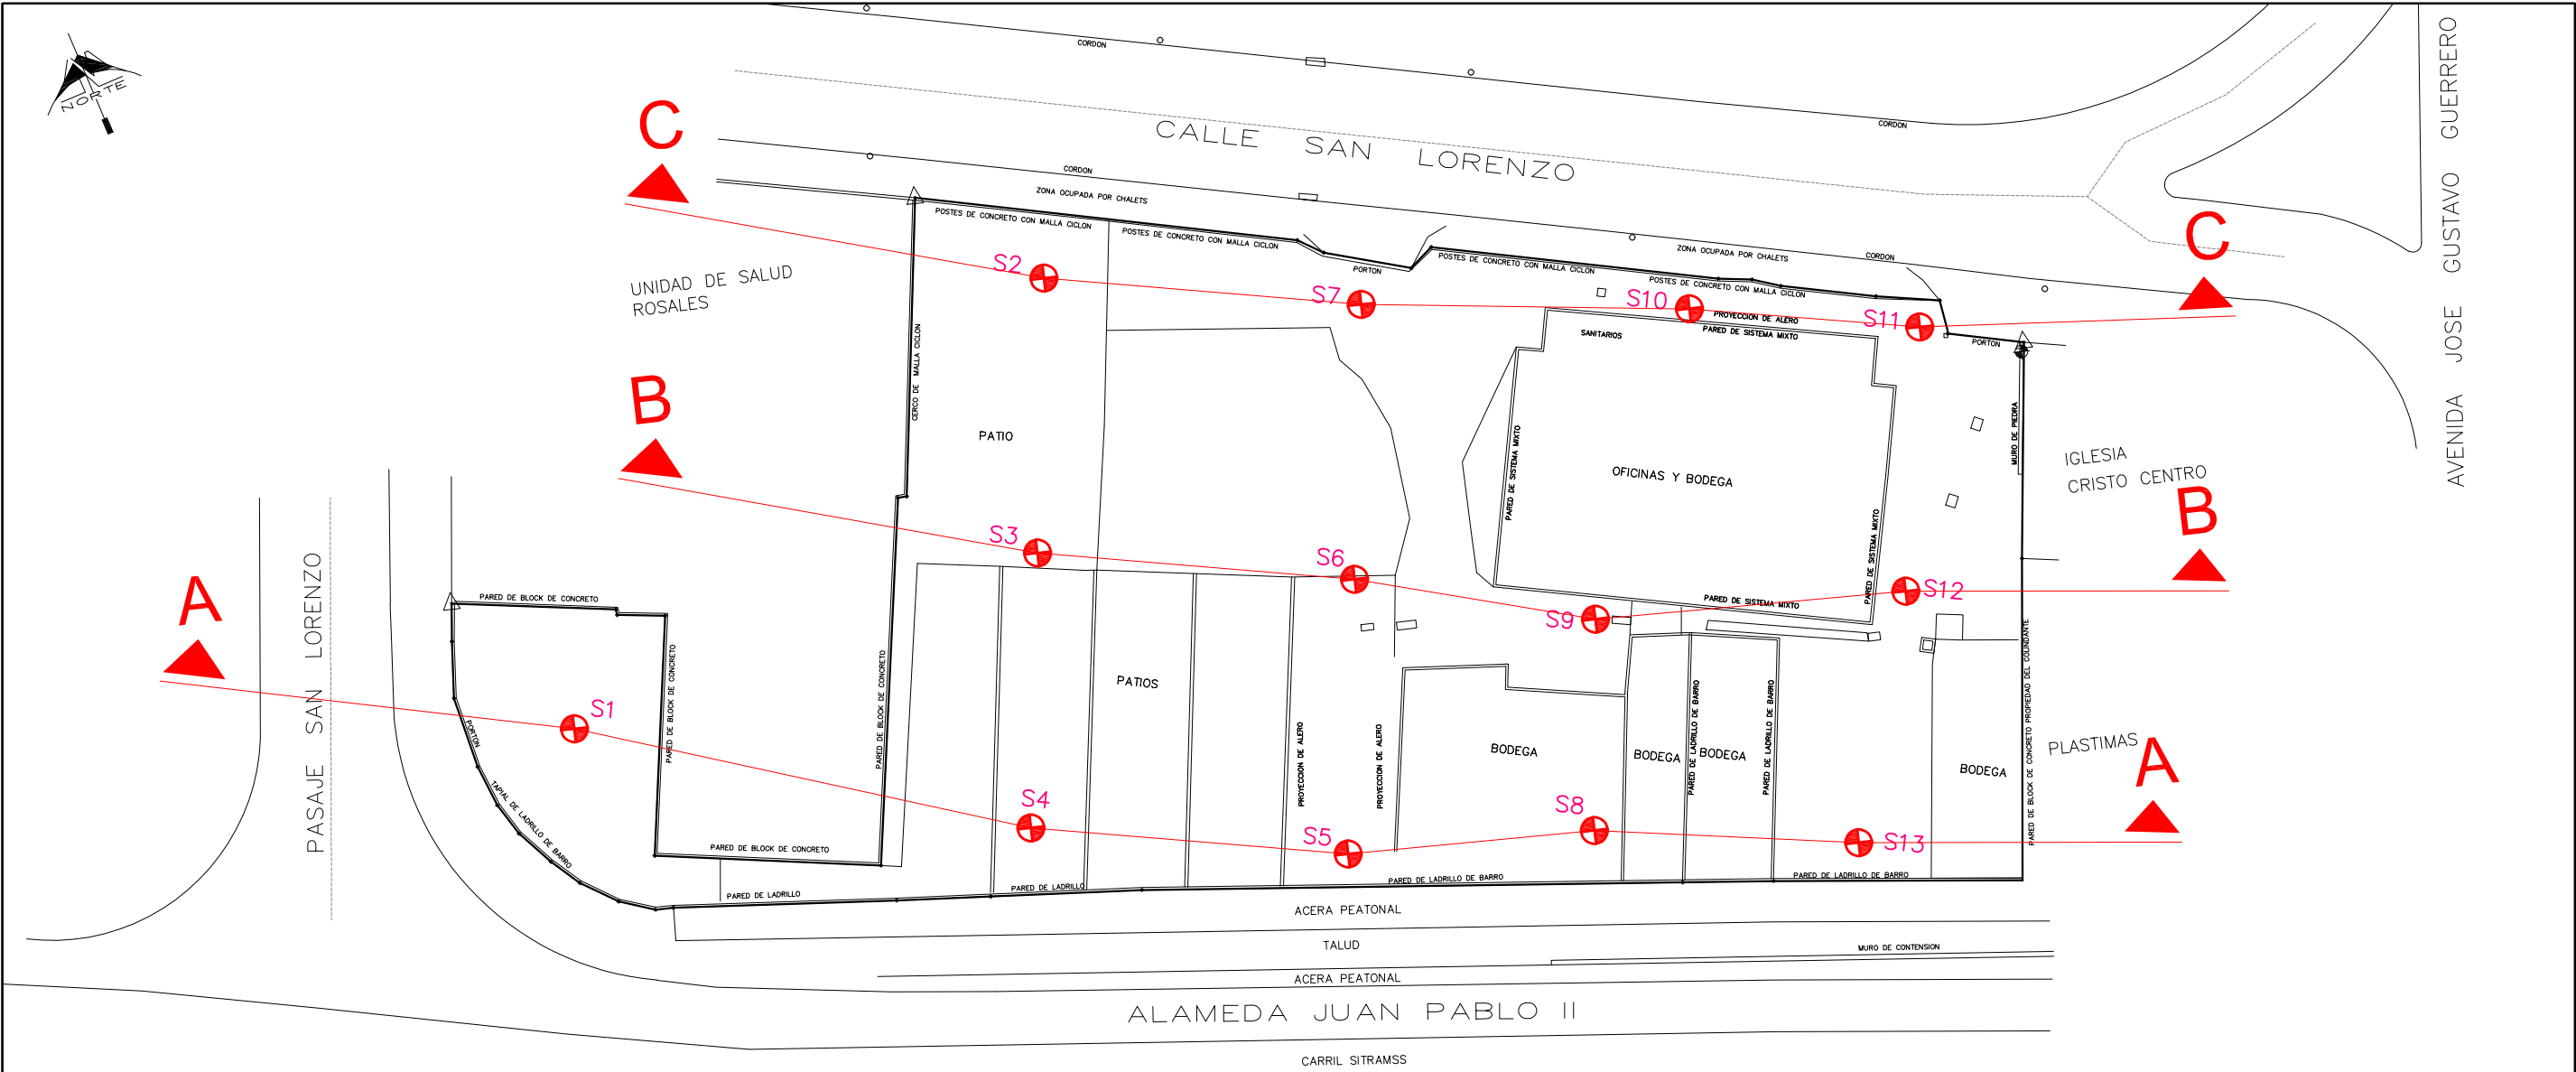 NORTE
CORDON
CALLE SAN LORENZO
CORDON
AVENIDA JOSE GUSTAVO GUERRERO
C
CORDON
ZONA OCUPADA POR CHALETS
POSTES DE CONCRETO CON MALLA CICLON
POSTES DE CONCRETO CON MALLA CICLON
PORTON
POSTES DE CONCRETO CON MALLA CICLON
ZONA OCUPADA POR CHALETS
CORDON
C
POSTES DE CONCRETO CON MALLA CICLON
UNIDAD DE SALUD
ROSALES
S2
S7
S10
PROYECCION DE ALERO
S11
SANITARIOS
PARED DE SISTEMA MIXTO
PORTON
CERCO DE MALLA CICLON
B
PATIO
PARED DE SISTEMA MIXTO
OFICINAS Y BODEGA
MURO DE PIEDRA
IGLESIA
CRISTO CENTRO
B
S3
S6
PARED DE SISTEMA MIXTO
S12
A
PARED DE BLOCK DE CONCRETO
PARED DE SISTEMA MIXTO
S9
PASAJE SAN LORENZO
PARED DE BLOCK DE CONCRETO
PARED DE BLOCK DE CONCRETO
PATIOS
PARED DE LADRILLO DE BARRO
PARED DE LADRILLO DE BARRO
PARED DE BLOCK DE CONCRETO PROPIEDAD DEL COLINDANTE
S1
PORTON
PROYECCION DE ALERO
PROYECCION DE ALERO
BODEGA
BODEGA
BODEGA
BODEGA
PLASTIMAS
A
TAPIAL DE LADRILLO DE BARRO
S4
S5
S8
S13
PARED DE BLOCK DE CONCRETO
PARED DE LADRILLO
PARED DE LADRILLO
PARED DE LADRILLO DE BARRO
PARED DE LADRILLO DE BARRO
ACERA PEATONAL
TALUD
MURO DE CONTENSION
ACERA PEATONAL
ALAMEDA JUAN PABLO II
CARRIL SITRAMSS